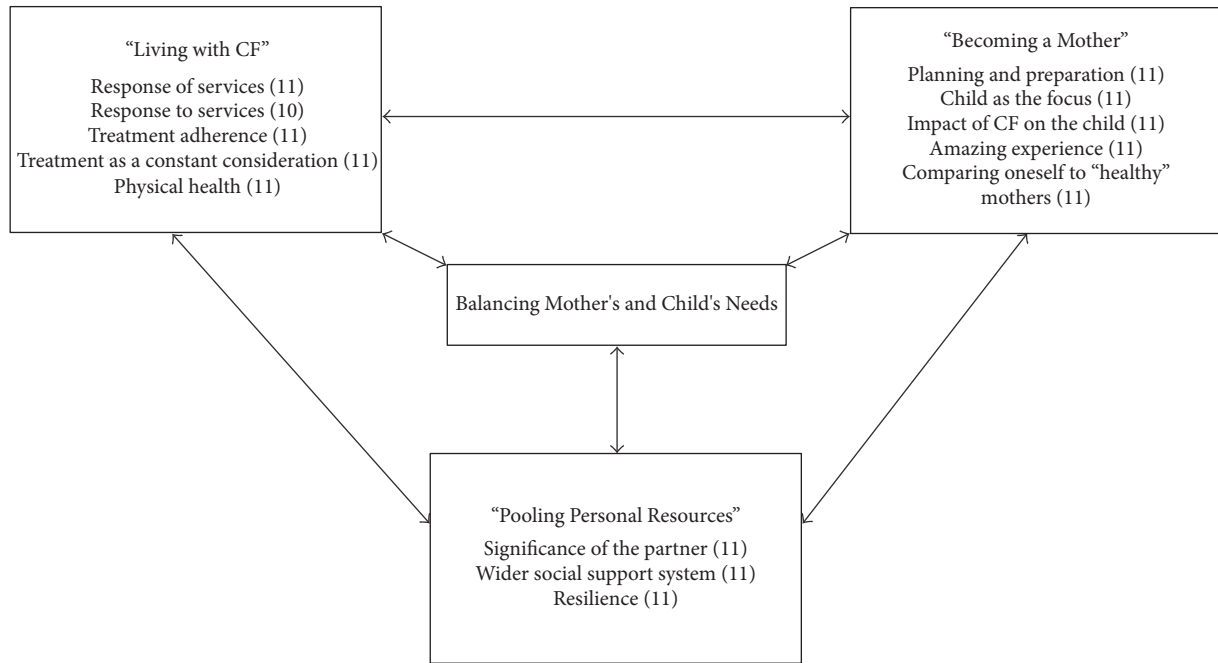 “Living with CF”
Response of services (11)
Response to services (10)
Treatment adherence (11)
Treatment as a constant consideration (11)
Physical health (11)
“Becoming a Mother”
Planning and preparation (11)
Child as the focus (11)
Impact of CF on the child (11)
Amazing experience (11)
Comparing oneself to “healthy”
mothers (11)
Balancing Mother's and Child's Needs
“Pooling Personal Resources”
Significance of the partner (11)
Wider social support system (11)
Resilience (11)